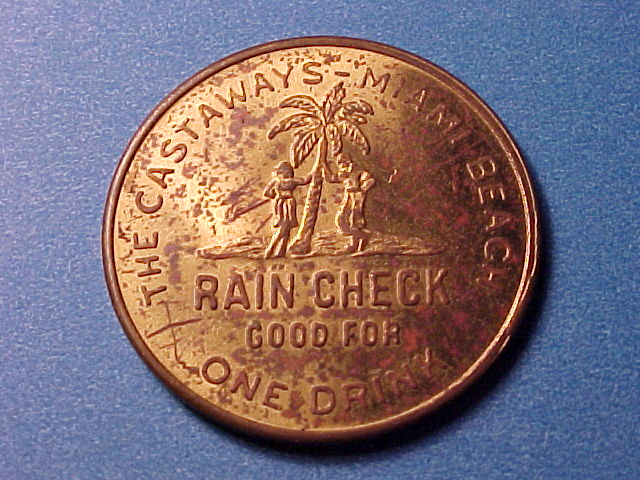 THE CASTAWAYS - MIAMI BEACH
RAIN CHECK
GOOD FOR
ONE DRINK